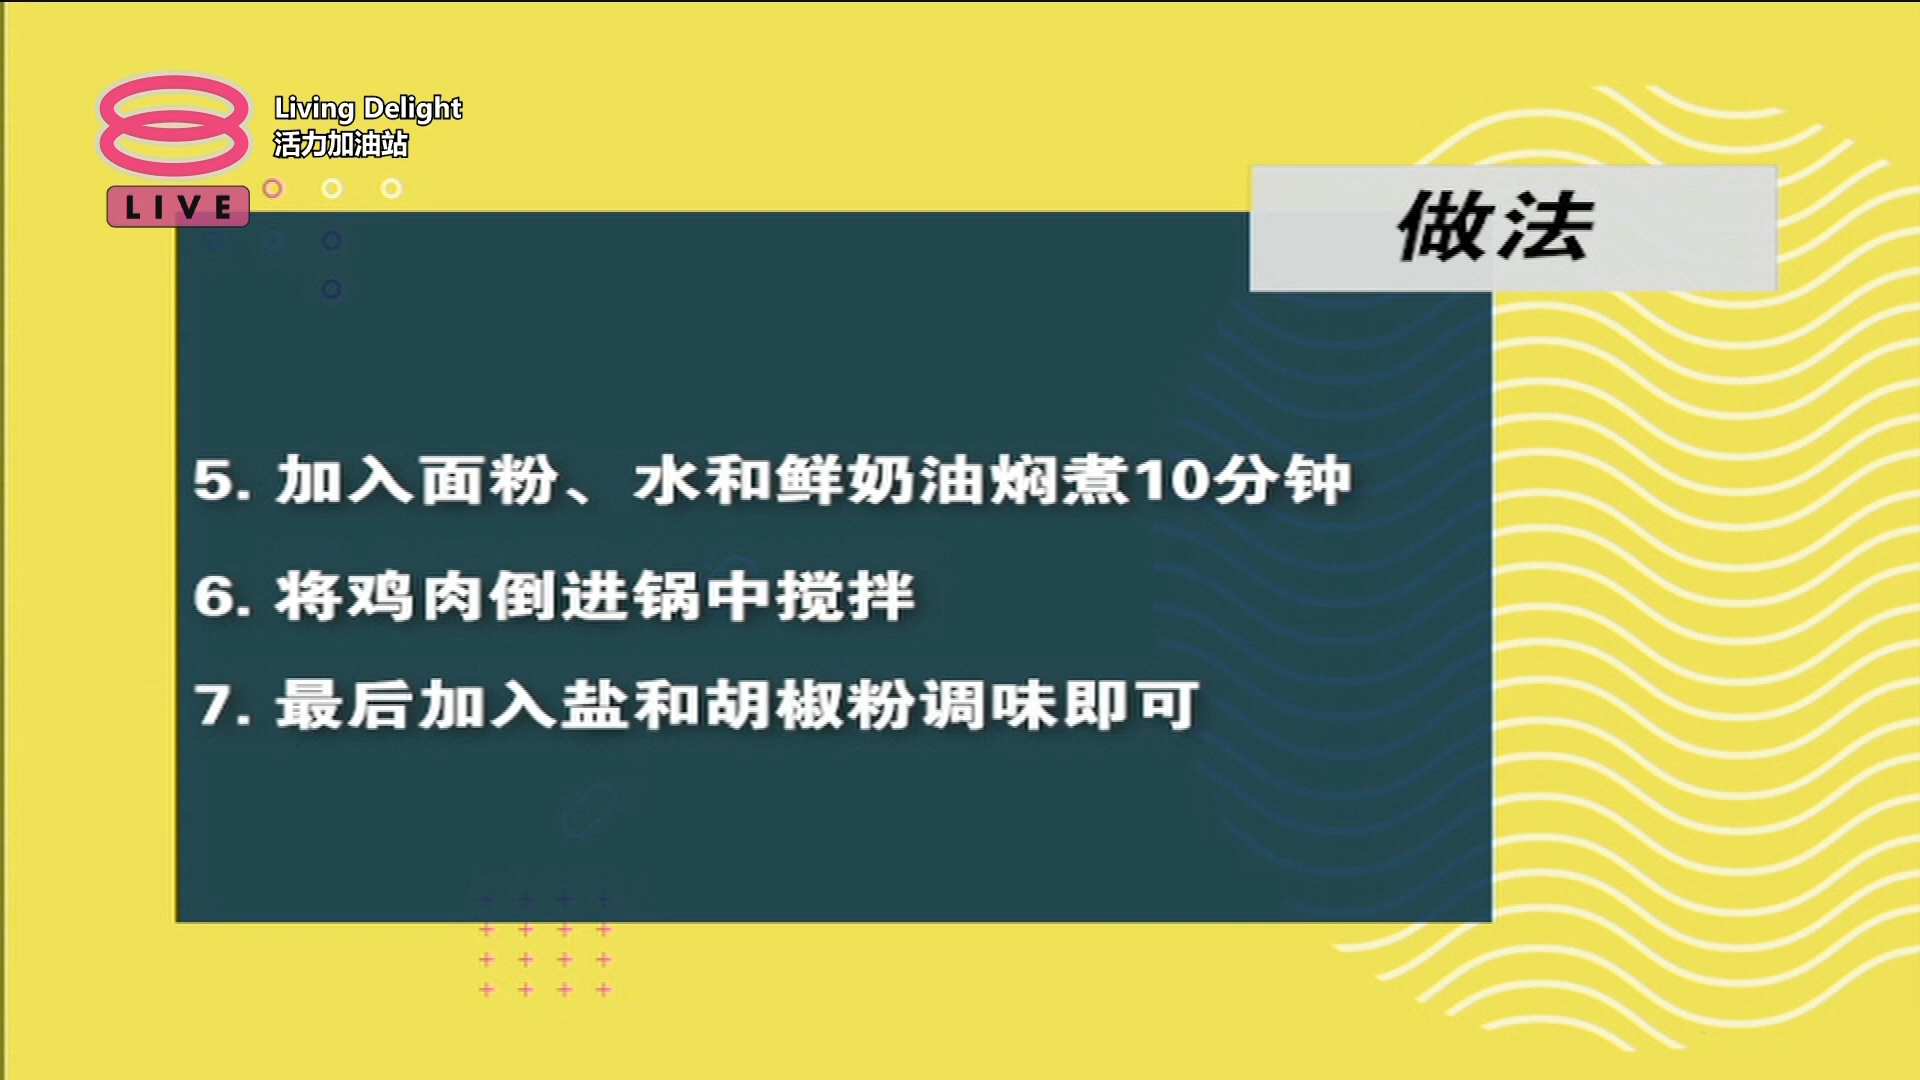 Living Delight
活力加油站
LIVE
做法
5. 加入面粉、水和鲜奶油焖煮10分钟
6. 将鸡肉倒进锅中搅拌
7. 最后加入盐和胡椒粉调味即可